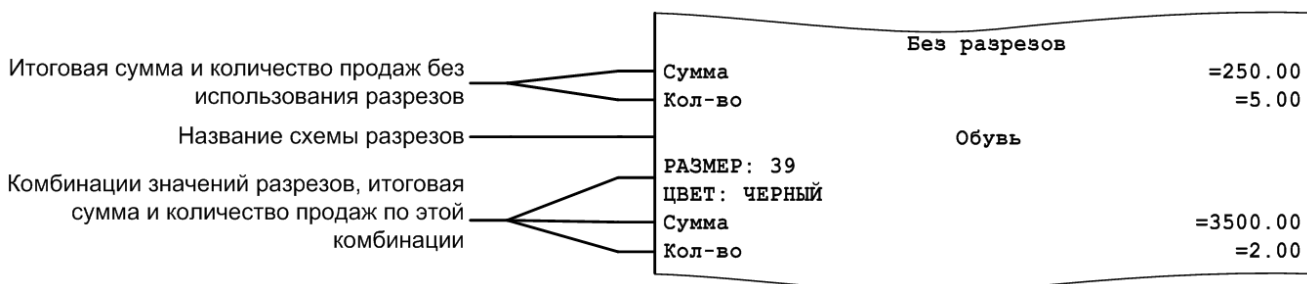 Итоговая сумма и количество продаж без
использования разрезов
Название схемы разрезов
Комбинации значений разрезов, итоговая
сумма и количество продаж по этой
комбинации
Без разрезов
Сумма =250.00
Кол-во =5.00
Обувь
РАЗМЕР: 39
ЦВЕТ: ЧЕРНЫЙ
Сумма =3500.00
Кол-во =2.00